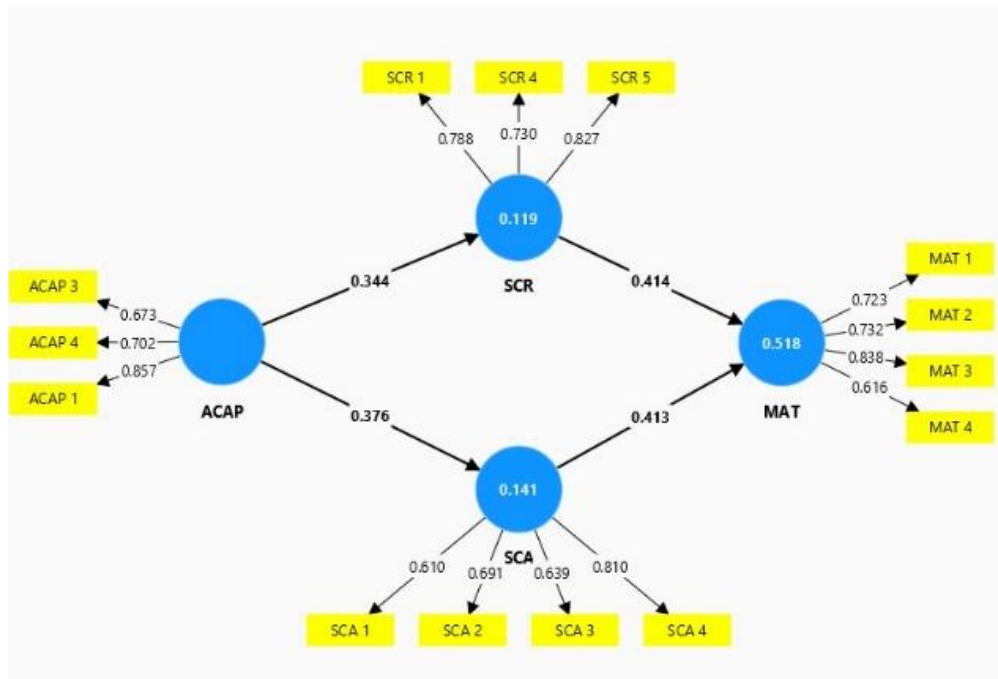 SCR 1
SCR 4
SCR 5
0.788
0.730
0.827
0.119
SCR
ACAP 3
ACAP 4
ACAP 1
0.673
0.702
0.857
ACAP
0.344
0.376
0.414
0.413
0.518
MAT
0.723
0.732
0.838
0.616
MAT 1
MAT 2
MAT 3
MAT 4
0.141
SCA
0.610
0.691
0.639
0.810
SCA 1
SCA 2
SCA 3
SCA 4